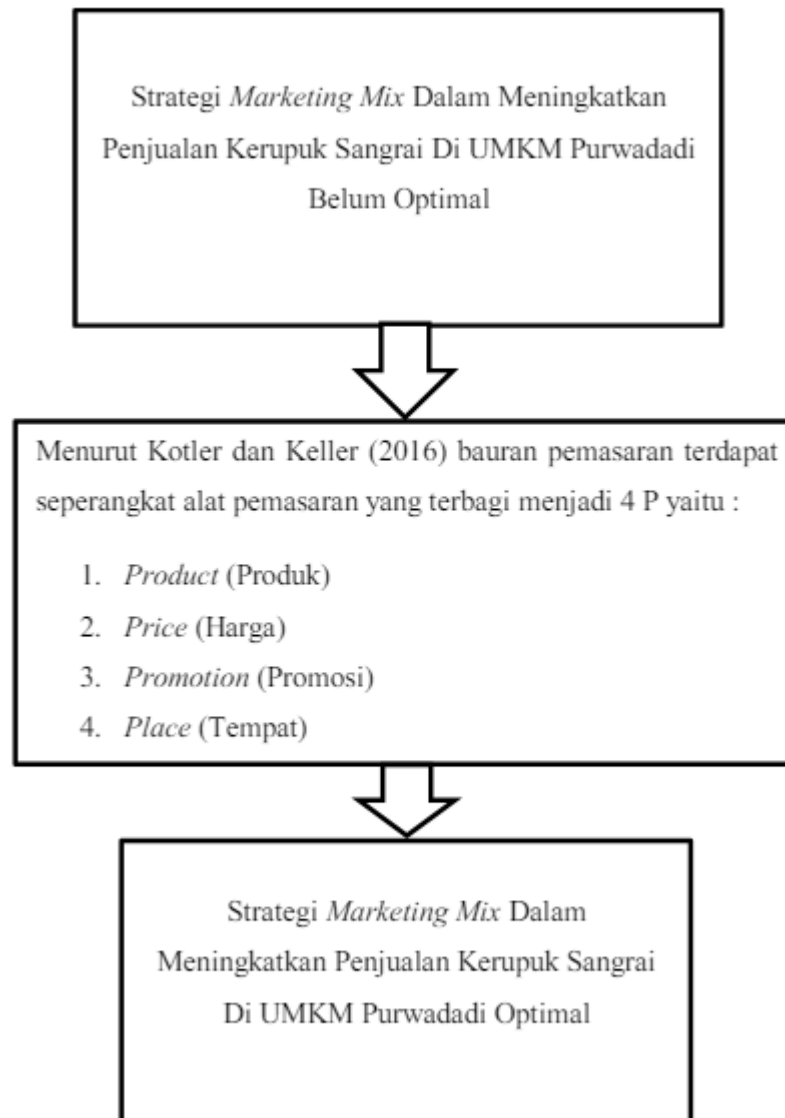 Strategi Marketing Mix Dalam Meningkatkan
Penjualan Kerupuk Sangrai Di UMKM Purwadadi
Belum Optimal
Menurut Kotler dan Keller (2016) bauran pemasaran terdapat
seperangkat alat pemasaran yang terbagi menjadi 4 P yaitu :
1. Product (Produk)
2. Price (Harga)
3. Promotion (Promosi)
4. Place (Tempat)
Strategi Marketing Mix Dalam
Meningkatkan Penjualan Kerupuk Sangrai
Di UMKM Purwadadi Optimal